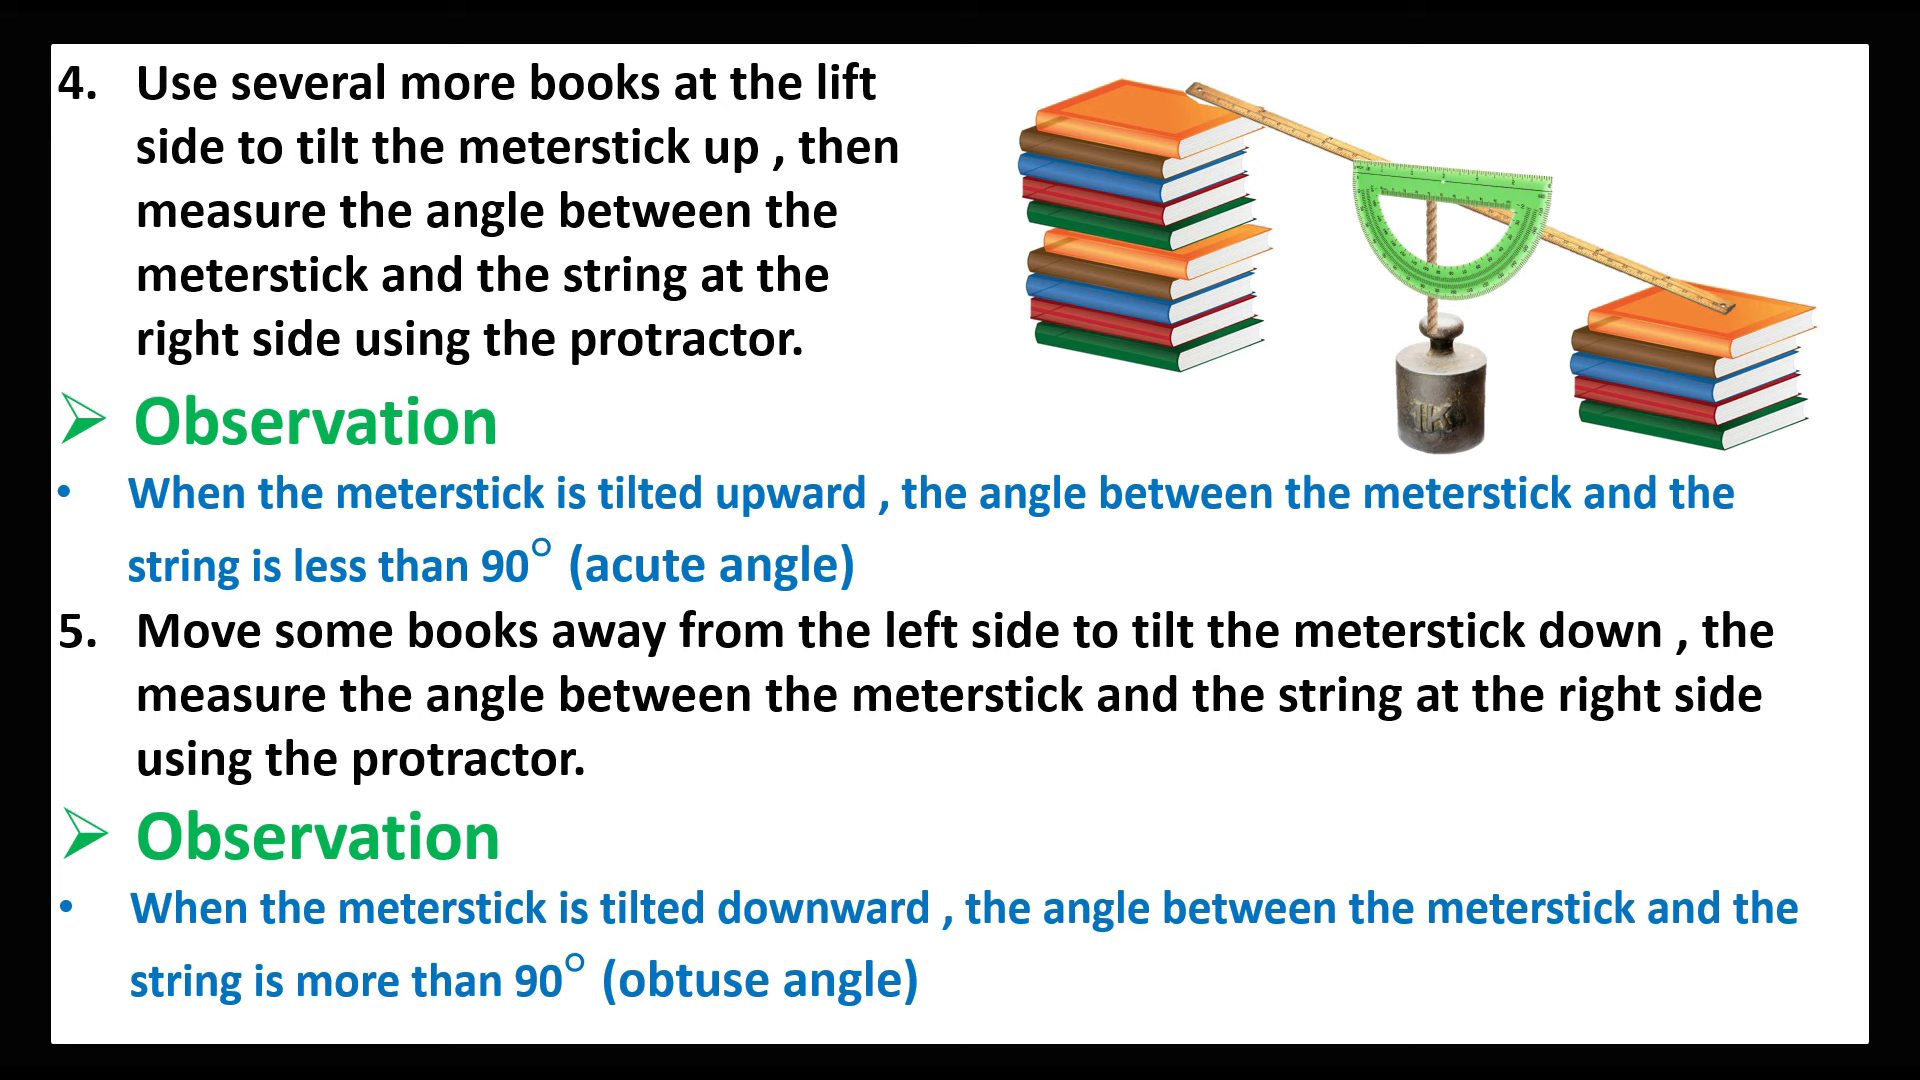 4. Use several more books at the lift
side to tilt the meterstick up , then
measure the angle between the
meterstick and the string at the
right side using the protractor.
➢ Observation
• When the meterstick is tilted upward , the angle between the meterstick and the
string is less than 90° (acute angle)
5. Move some books away from the left side to tilt the meterstick down , the
measure the angle between the meterstick and the string at the right side
using the protractor.
➢ Observation
• When the meterstick is tilted downward , the angle between the meterstick and the
string is more than 90° (obtuse angle)
1K